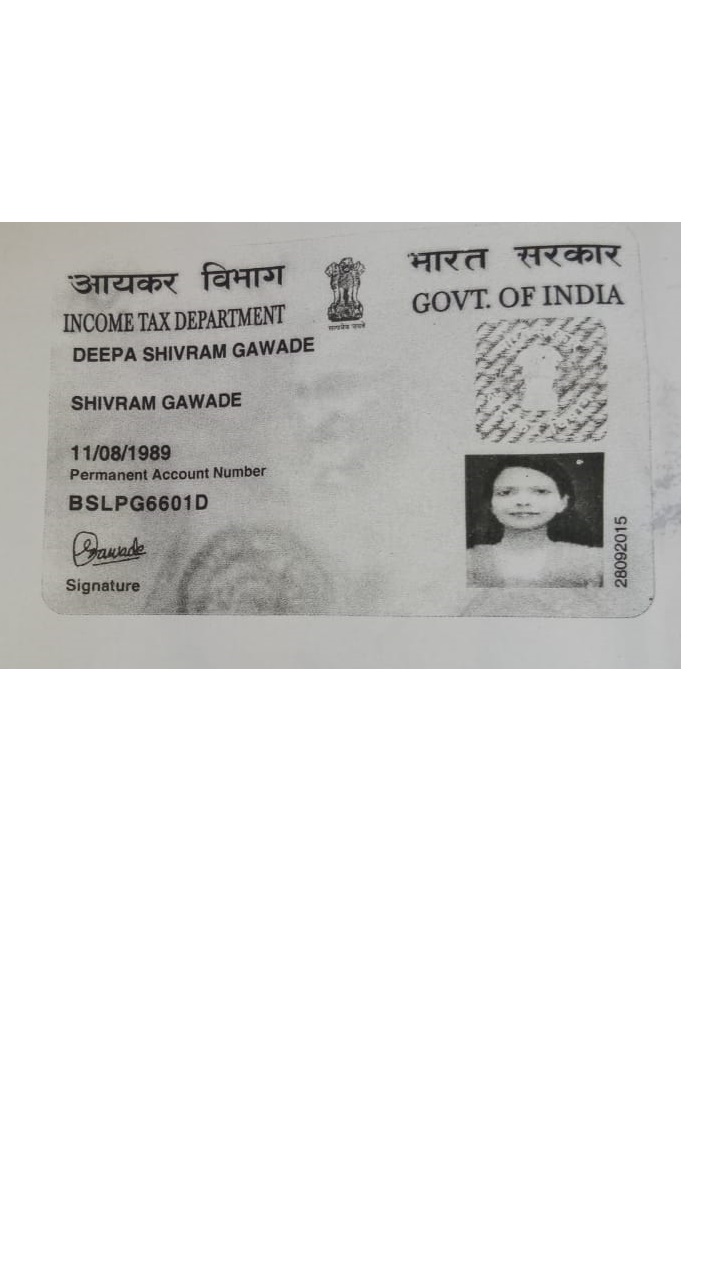 आयकर विभाग
भारत सरकार
INCOME TAX DEPARTMENT
GOVT. OF INDIA
DEEPA SHIVRAM GAWADE
SHIVRAM GAWADE
11/08/1989
Permanent Account Number
BSLPG6601D
Gawade
Signature
28092015
सत्यमेव जयते